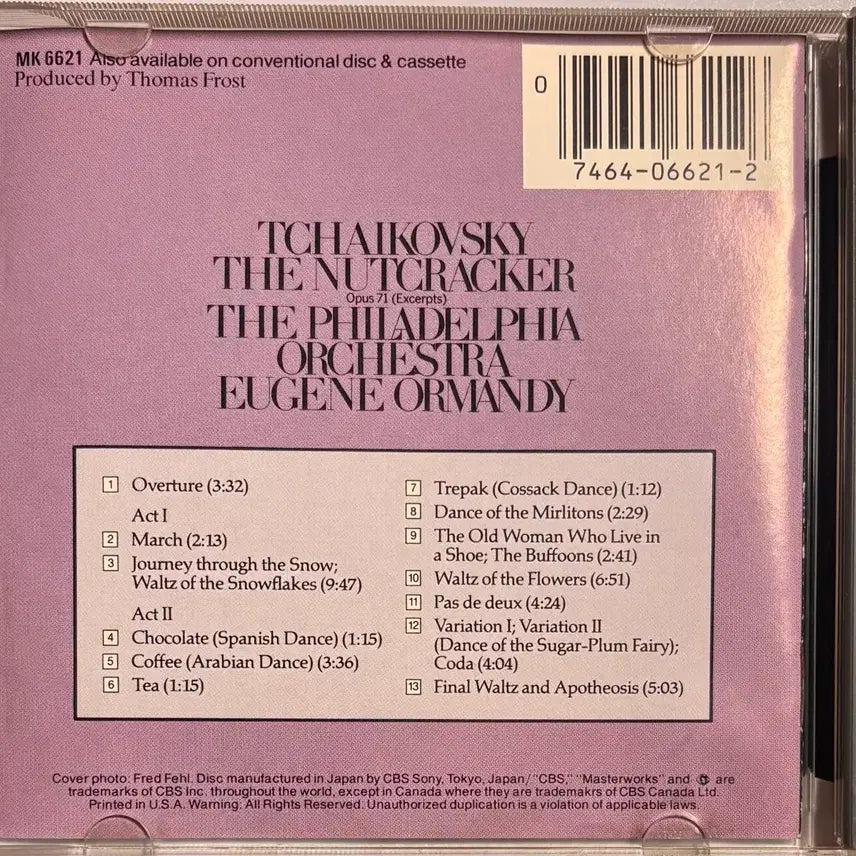 MK 6621 Also available on conventional disc & cassette
Produced by Thomas Frost
0
7464-06621-2
TCHAIKOVSKY
THE NUTCRACKER
Opus 71 (Excerpts)
THE PHILADELPHIA
ORCHESTRA
EUGENE ORMANDY
1 Overture (3:32)
Act I
2 March (2:13)
3 Journey through the Snow;
Waltz of the Snowflakes (9:47)
Act II
4 Chocolate (Spanish Dance) (1:15)
5 Coffee (Arabian Dance) (3:36)
6 Tea (1:15)
7 Trepak (Cossack Dance) (1:12)
8 Dance of the Mirlitons (2:29)
9 The Old Woman Who Live in
a Shoe; The Buffoons (2:41)
10 Waltz of the Flowers (6:51)
11 Pas de deux (4:24)
12 Variation I; Variation II
(Dance of the Sugar-Plum Fairy);
Coda (4:04)
13 Final Waltz and Apotheosis (5:03)
Cover photo: Fred Fehl. Disc manufactured in Japan by CBS Sony, Tokyo, Japan/ "CBS," "Masterworks" and are
trademarks of CBS Inc. throughout the world, except in Canada where they are trademakrs of CBS Canada Ltd.
Printed in U.S.A. Warning: All Rights Reserved. Unauthorized duplication is a violation of applicable laws.